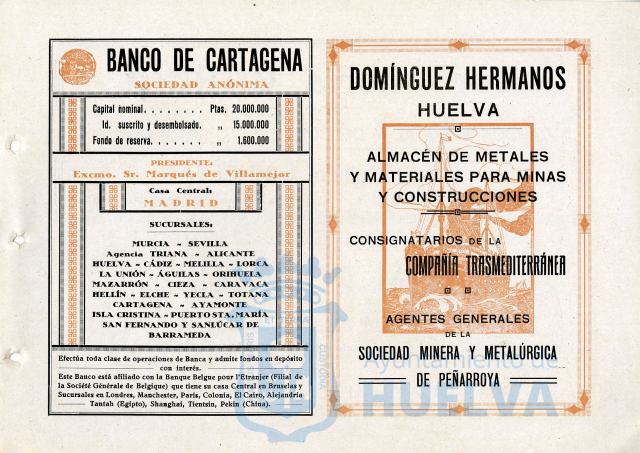 BANCO DE CARTAGENA
SOCIEDAD ANÓNIMA
Capital nominal. . . . . . . . Ptas. 20.000.000
Id. suscrito y desembolsado. „ 15.000.000
Fondo de reserva. . . . . . . „ 1.600.000
PRESIDENTE:
Excmo. Sr. Marqués de Villamejor
Casa Central:
MADRID
SUCURSALES:
MURCIA ~ SEVILLA
Agencia TRIANA ~ ALICANTE
HUELVA ~ CÁDIZ ~ MELILLA ~ LORCA
LA UNIÓN ~ ÁGUILAS ~ ORIHUELA
MAZARRÓN ~ CIEZA ~ CARAVACA
HELLÍN ~ ELCHE ~ YECLA ~ TOTANA
CARTAGENA ~ AYAMONTE
ISLA CRISTINA ~ PUERTO STA. MARÍA
SAN FERNANDO Y SANLÚCAR DE
BARRAMEDA
Efectúa toda clase de operaciones de Banca y admite fondos en depósito
con interés.
Este Banco está afiliado con la Banque Belgue pour l'Etranjer (Filial de
la Société Générale de Belgique) que tiene su casa Central en Bruselas y
Sucursales en Londres, Manchester, París, Colonia, El Cairo, Alejandría
Tantah (Egipto), Shanghai, Tientsin, Pekín (China).
DOMÍNGUEZ HERMANOS
HUELVA
ALMACÉN DE METALES
Y MATERIALES PARA MINAS
Y CONSTRUCCIONES
CONSIGNATARIOS DE LA
COMPAÑÍA TRASMEDITERRÁNEA
AGENTES GENERALES
DE LA
SOCIEDAD MINERA Y METALÚRGICA
DE PEÑARROYA
Ayuntamiento de
HUELVA